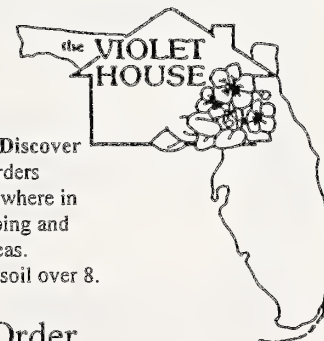 the VIOLET
HOUSE
Discover
rders
where in
ping and
eas.
soil over 8.
Order